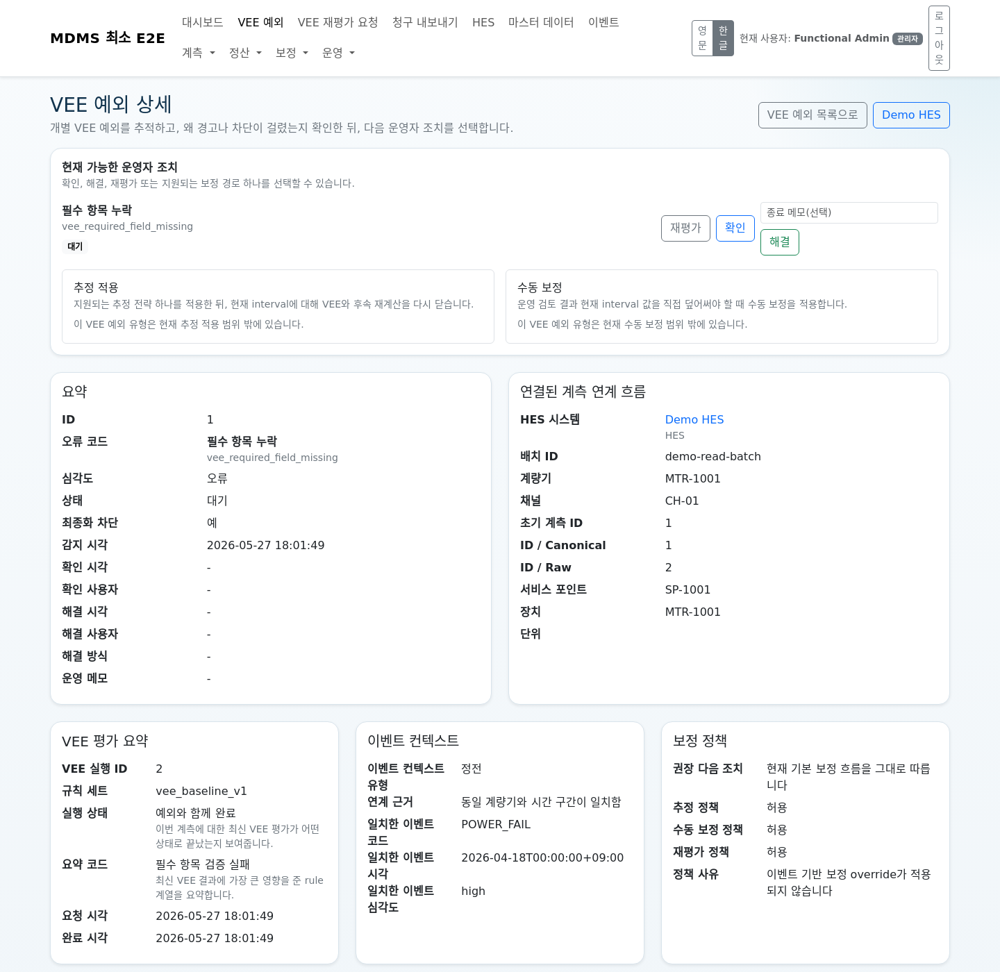 MDMS 최소 E2E
대시보드 VEE 예외 VEE 재평가 요청 청구 내보내기 HES 마스터 데이터 이벤트
계측 정산 보정 운영
영문 한글 현재 사용자: Functional Admin 관리자 로그아웃
VEE 예외 상세
개별 VEE 예외를 추적하고, 왜 경고나 차단이 걸렸는지 확인한 뒤, 다음 운영자 조치를 선택합니다.
VEE 예외 목록으로 Demo HES
현재 가능한 운영자 조치
확인, 해결, 재평가 또는 지원되는 보정 경로 하나를 선택할 수 있습니다.
필수 항목 누락
vee_required_field_missing
대기
재평가 확인
종료 메모(선택)
해결
추정 적용
지원되는 추정 전략 하나를 적용한 뒤, 현재 interval에 대해 VEE와 후속 재계산을 다시 닫습니다.
이 VEE 예외 유형은 현재 추정 적용 범위 밖에 있습니다.
수동 보정
운영 검토 결과 현재 interval 값을 직접 덮어써야 할 때 수동 보정을 적용합니다.
이 VEE 예외 유형은 현재 수동 보정 범위 밖에 있습니다.
요약
ID 1
오류 코드 필수 항목 누락
vee_required_field_missing
심각도 오류
상태 대기
최종화 차단 예
감지 시각 2026-05-27 18:01:49
확인 시각 -
확인 사용자 -
해결 시각 -
해결 사용자 -
해결 방식 -
운영 메모 -
연결된 계측 연계 흐름
HES 시스템 Demo HES
HES
배치 ID demo-read-batch
계량기 MTR-1001
채널 CH-01
초기 계측 ID 1
ID / Canonical 1
ID / Raw 2
서비스 포인트 SP-1001
장치 MTR-1001
단위
VEE 평가 요약
VEE 실행 ID 2
규칙 세트 vee_baseline_v1
실행 상태 예외와 함께 완료
이번 계측에 대한 최신 VEE 평가가 어떤
상태로 끝났는지 보여줍니다.
요약 코드 필수 항목 검증 실패
최신 VEE 결과에 가장 큰 영향을 준 rule
계열을 요약합니다.
요청 시각 2026-05-27 18:01:49
완료 시각 2026-05-27 18:01:49
이벤트 컨텍스트
이벤트 컨텍스트 정전
유형
연계 근거 동일 계량기와 시간 구간이 일치함
일치한 이벤트 POWER_FAIL
코드
일치한 이벤트 2026-04-18T00:00:00+09:00
시각
일치한 이벤트 high
심각도
보정 정책
권장 다음 조치 현재 기본 보정 흐름을 그대로 따릅
니다
추정 정책 허용
수동 보정 정책 허용
재평가 정책 허용
정책 사유 이벤트 기반 보정 override가 적용
되지 않습니다